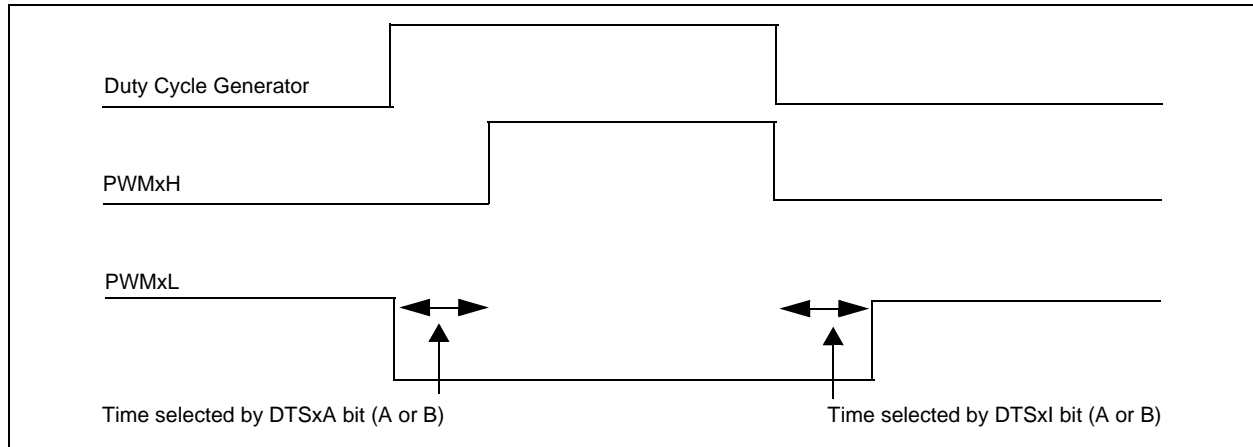 Duty Cycle Generator
PWMxH
PWMxL
Time selected by DTSxA bit (A or B)
Time selected by DTSxI bit (A or B)